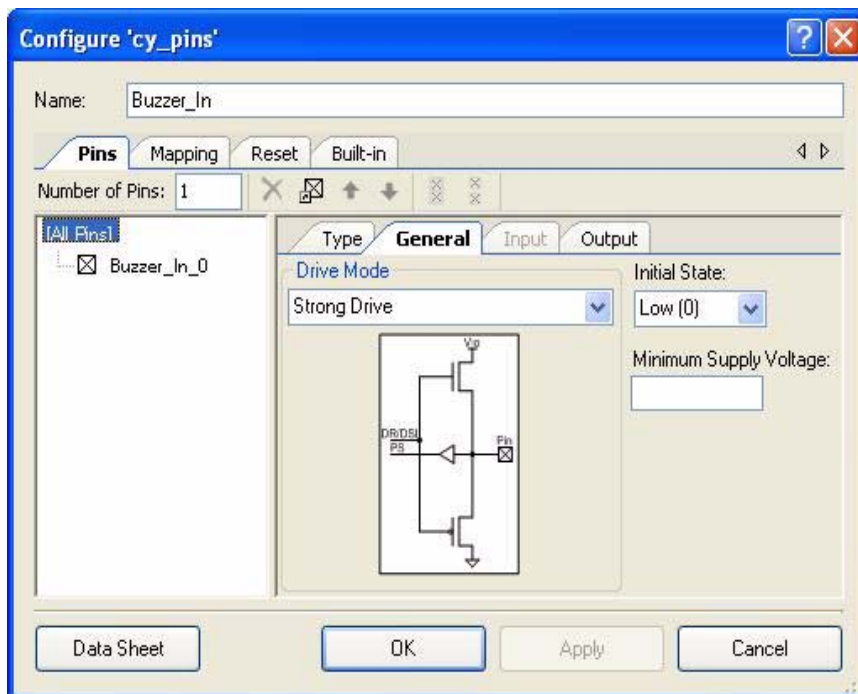 Configure 'cy_pins'
Name: Buzzer_In
Pins Mapping Reset Built-in
Number of Pins: 1
[All Pins]
Buzzer_In_0
Type General Input Output
Drive Mode
Strong Drive
Initial State:
Low (0)
Minimum Supply Voltage:
Vio
DR/DSI
PS
Pin
Data Sheet OK Apply Cancel